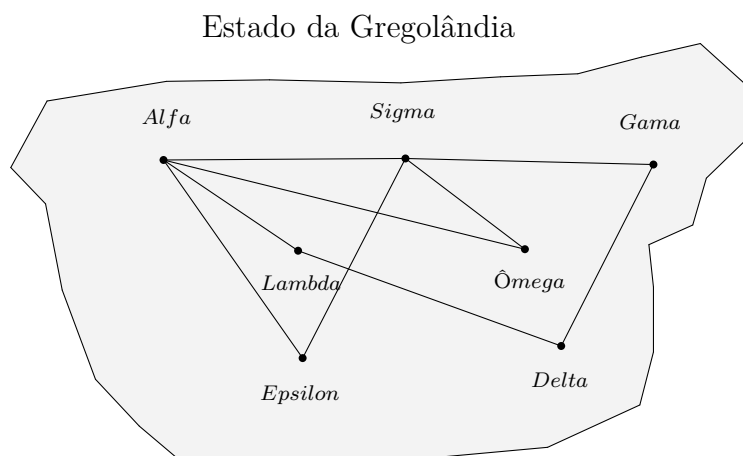 Estado da Gregolândia
Alfa
Sigma
Gama
Lambda
Ômega
Epsilon
Delta